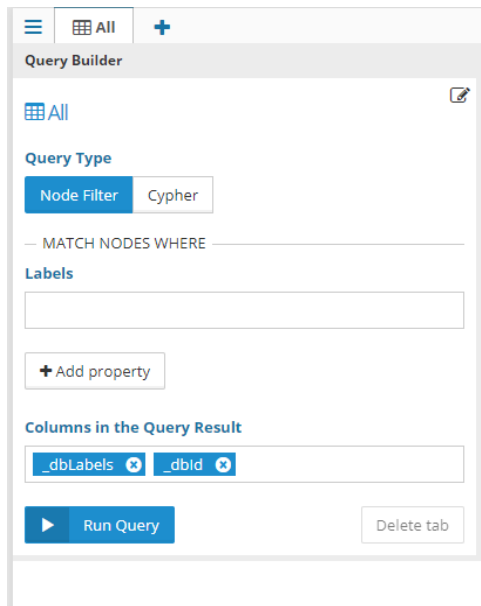 All
Query Builder
All
Query Type
Node Filter Cypher
MATCH NODES WHERE
Labels
Add property
Columns in the Query Result
_dbLabels _dbId
Run Query Delete tab